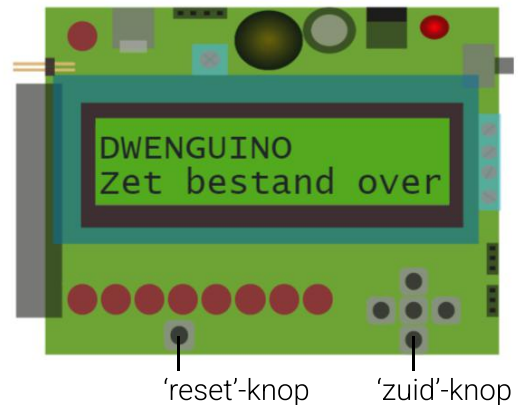 DWENGUINO
Zet bestand over
‘reset’-knop
‘zuid’-knop